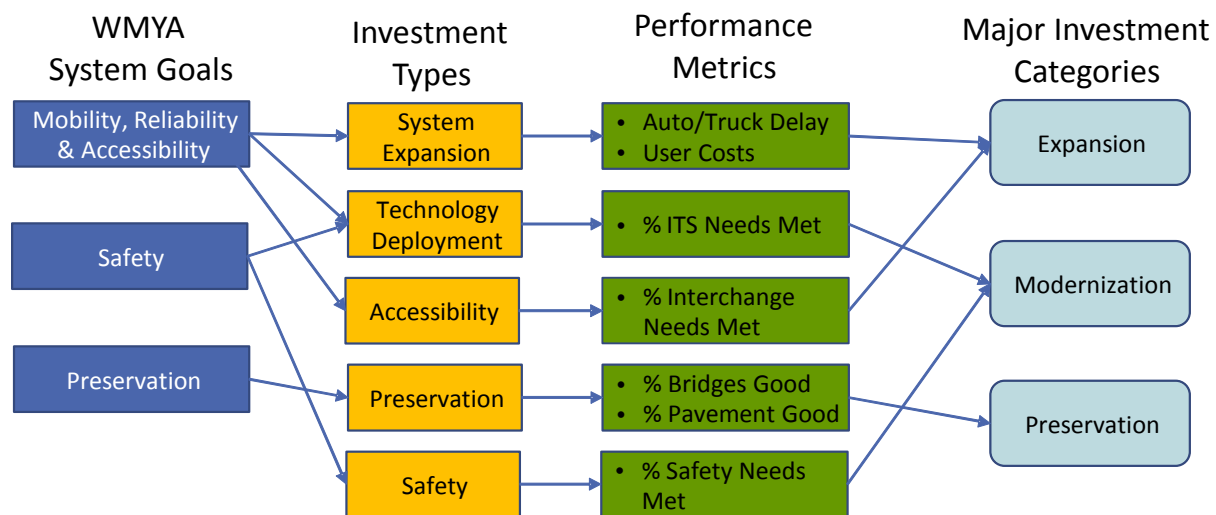 WMYA
System Goals
Investment
Types
Performance
Metrics
Major Investment
Categories
Mobility, Reliability
& Accessibility
Safety
Preservation
System
Expansion
Technology
Deployment
Accessibility
Preservation
Safety
• Auto/Truck Delay
• User Costs
• % ITS Needs Met
• % Interchange
Needs Met
• % Bridges Good
• % Pavement Good
• % Safety Needs
Met
Expansion
Modernization
Preservation